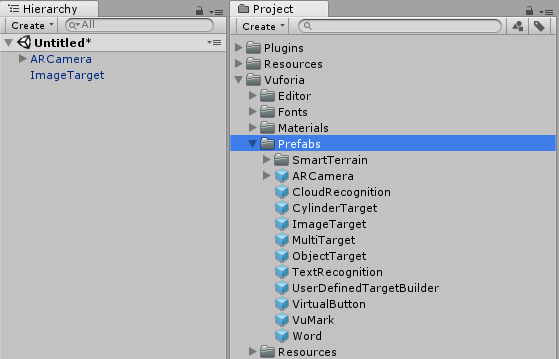 Hierarchy
Create
All
Untitled*
ARCamera
ImageTarget
Project
Create
Plugins
Resources
Vuforia
Editor
Fonts
Materials
Prefabs
SmartTerrain
ARCamera
CloudRecognition
CylinderTarget
ImageTarget
MultiTarget
ObjectTarget
TextRecognition
UserDefinedTargetBuilder
VirtualButton
VuMark
Word
Resources